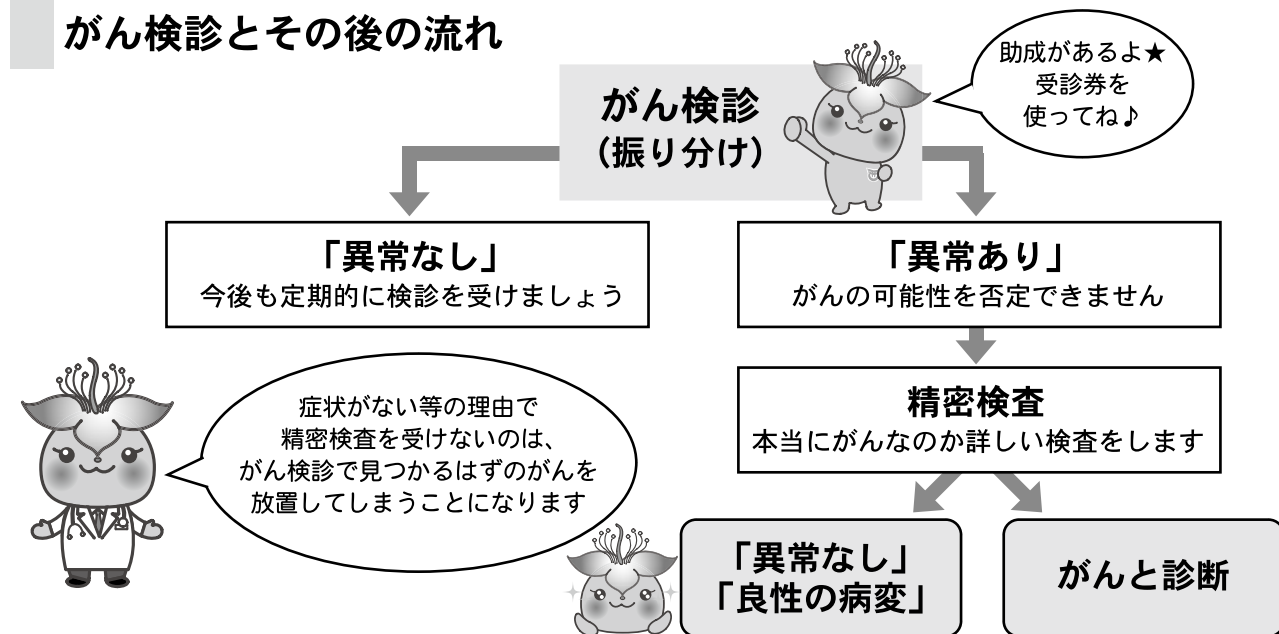 がん検診とその後の流れ
助成があるよ★
受診券を
使ってね♪
がん検診
（振り分け）
「異常なし」
今後も定期的に検診を受けましょう
「異常あり」
がんの可能性を否定できません
精密検査
本当にがんなのか詳しい検査をします
症状がない等の理由で
精密検査を受けないのは、
がん検診で見つかるはずのがんを
放置してしまうことになります
「異常なし」
「良性の病変」
がんと診断